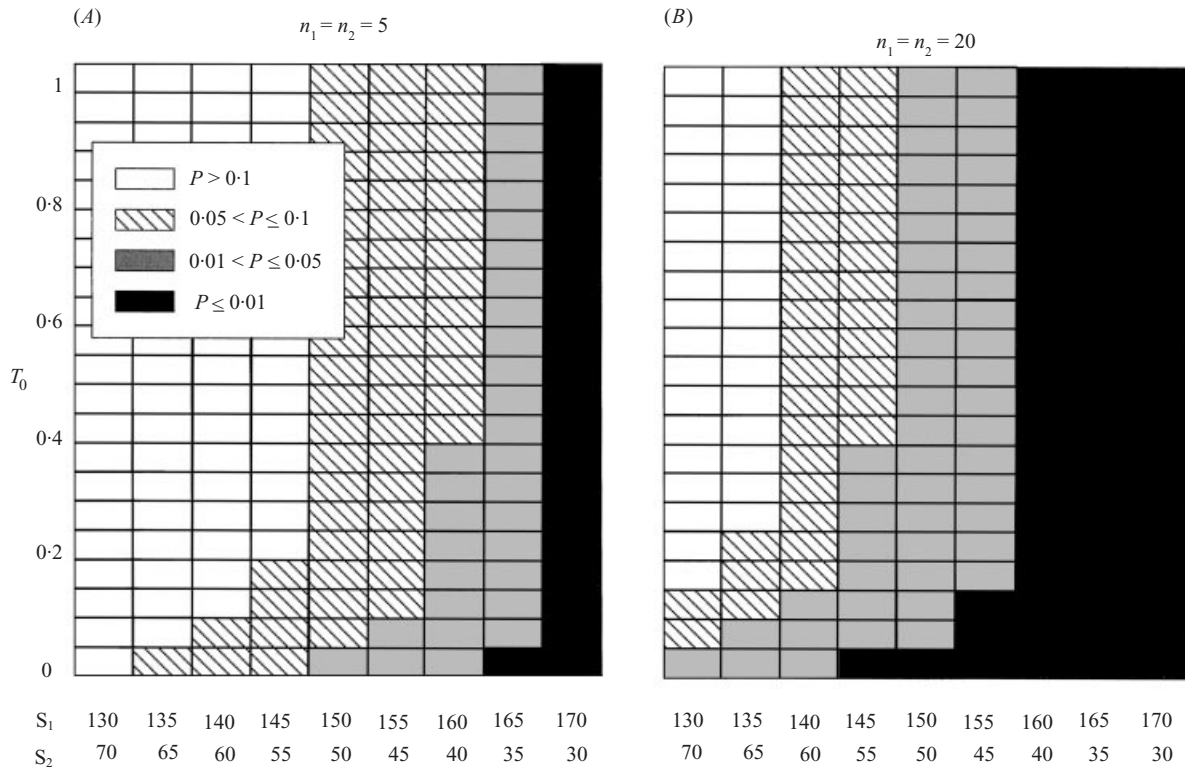 (A)
n₁ = n₂ = 5
(B)
n₁ = n₂ = 20
1
0·8
0·6
T₀
0·4
0·2
0
P > 0·1
0·05 < P ≤ 0·1
0·01 < P ≤ 0·05
P ≤ 0·01
S₁ 130 135 140 145 150 155 160 165 170 130 135 140 145 150 155 160 165 170
S₂ 70 65 60 55 50 45 40 35 30 70 65 60 55 50 45 40 35 30